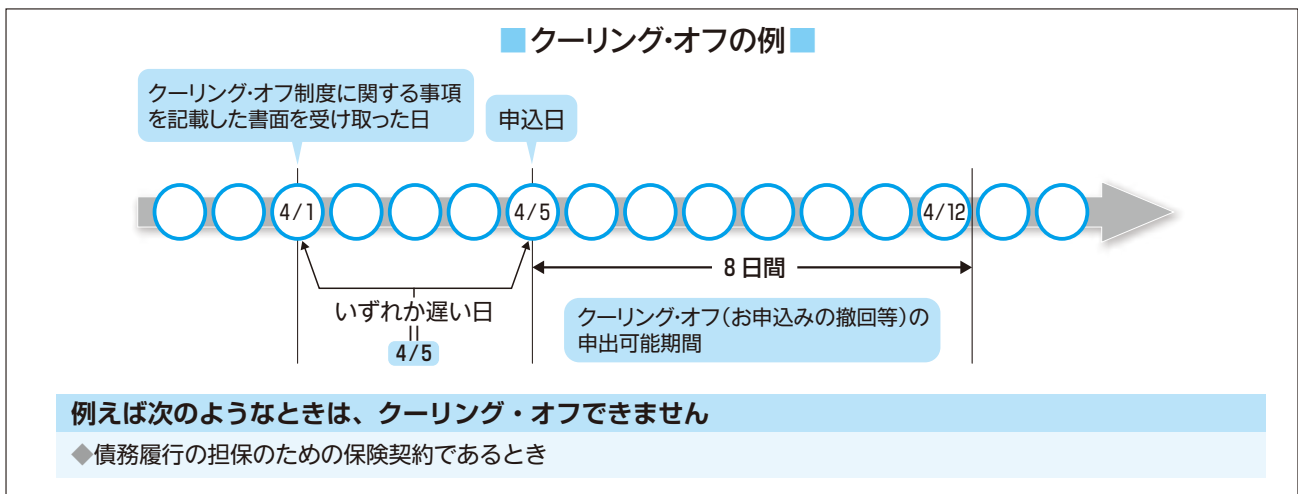 ■クーリング･オフの例■
クーリング･オフ制度に関する事項
を記載した書面を受け取った日
申込日
4/1
4/5
4/12
8日間
いずれか遅い日
=
4/5
クーリング･オフ(お申込みの撤回等)の
申出可能期間
例えば次のようなときは、クーリング・オフできません
◆債務履行の担保のための保険契約であるとき